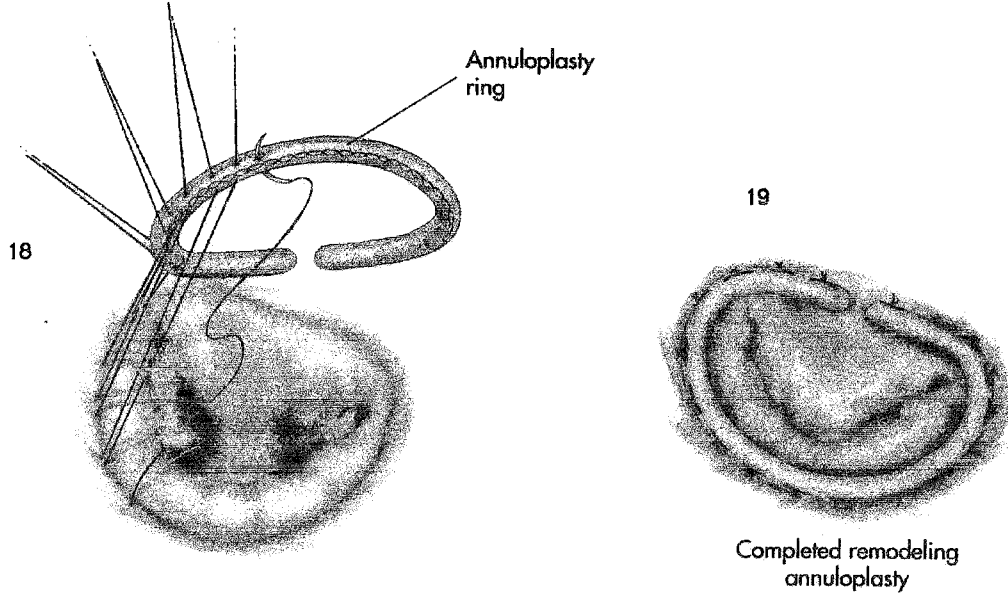 Annuloplasty
ring
18
19
Completed remodeling
annuloplasty